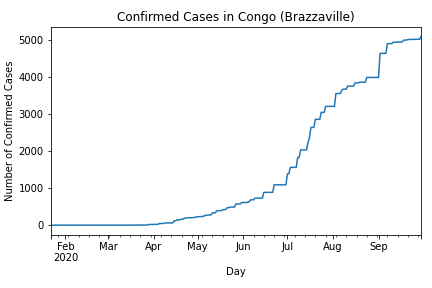 Confirmed Cases in Congo (Brazzaville)
Number of Confirmed Cases
5000
4000
3000
2000
1000
0
Feb Mar Apr May Jun Jul Aug Sep
2020
Day